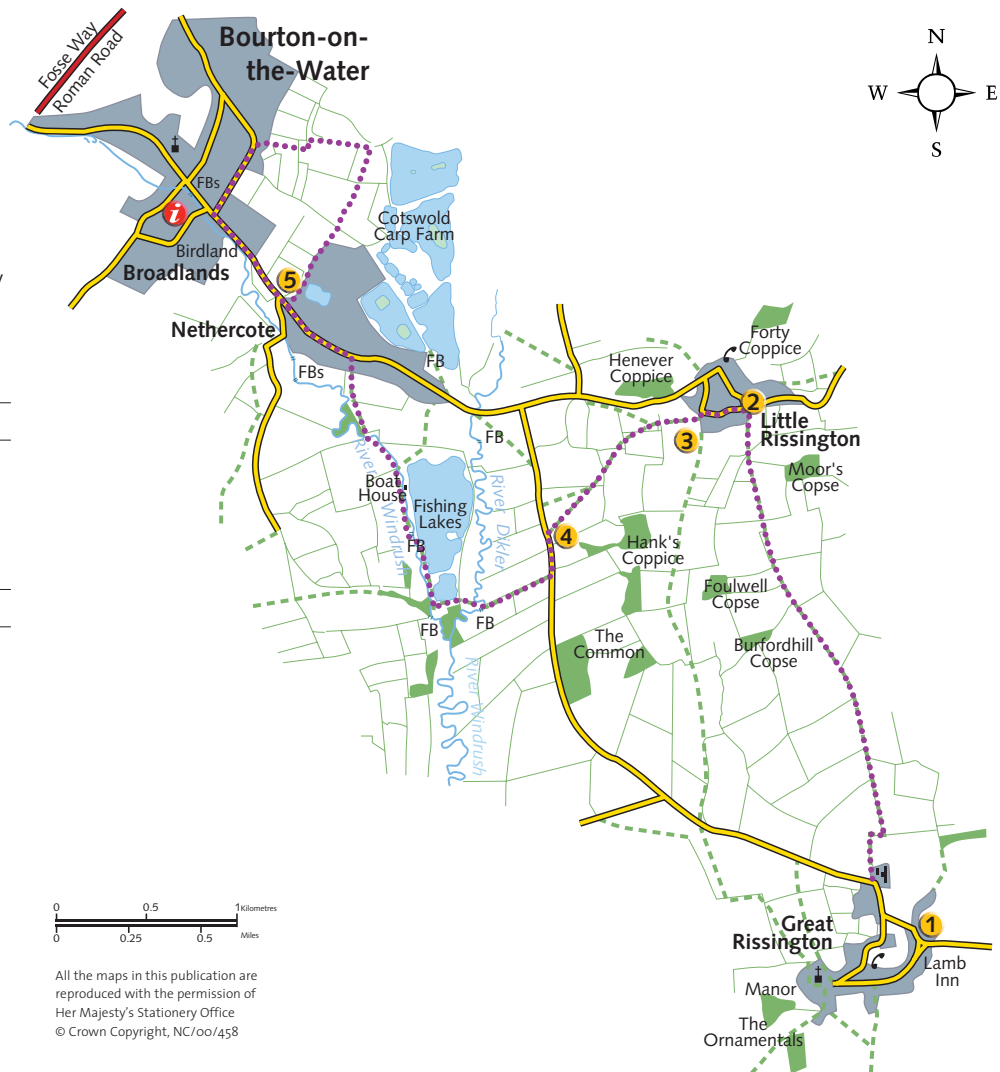 Fosse Way
Roman Road
Bourton-on-
the-Water
N
W
E
S
FBs
i
Birdland
Broadlands
Cotswold
Carp Farm
5
Nethercote
FBs
FB
Forty
Coppice
Henever
Coppice
2
Little
Rissington
3
FB
Moor's
Copse
River Windrush
Boat
House
Fishing
Lakes
River Dikler
FB
4
Hank's
Coppice
Foulwell
Copse
FB
FB
The
Common
Burfordhill
Copse
River Windrush
0 0.5 1 Kilometres
0 0.25 0.5 Miles
All the maps in this publication are
reproduced with the permission of
Her Majesty's Stationery Office
© Crown Copyright, NC/00/458
Great
Rissington
1
Lamb
Inn
Manor
The
Ornamentals